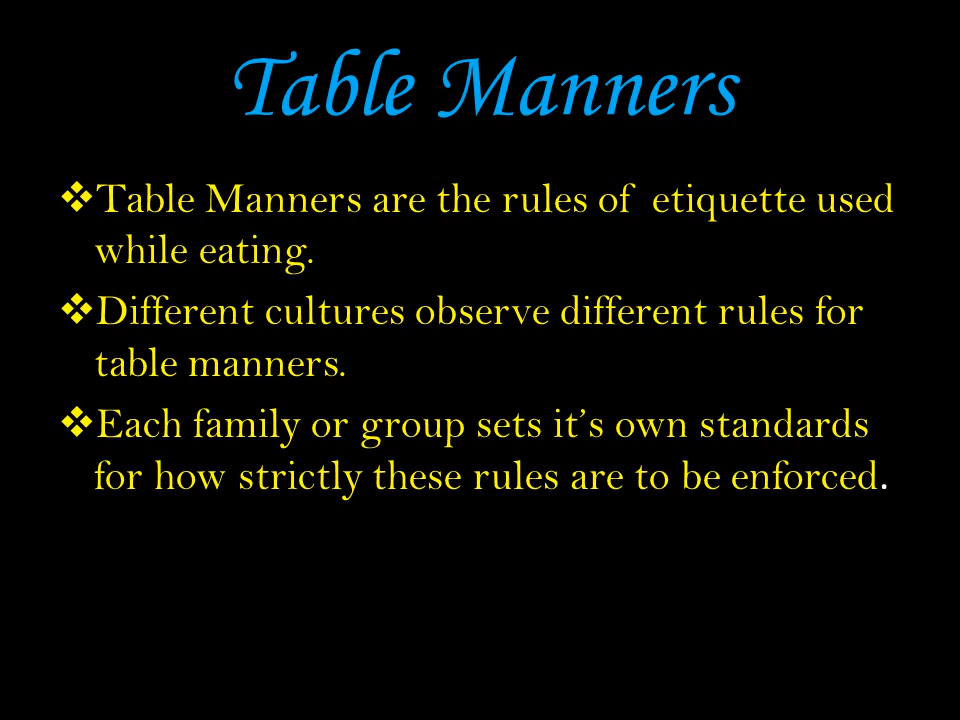 Table Manners
❖Table Manners are the rules of etiquette used
while eating.
❖Different cultures observe different rules for
table manners.
❖Each family or group sets it’s own standards
for how strictly these rules are to be enforced.